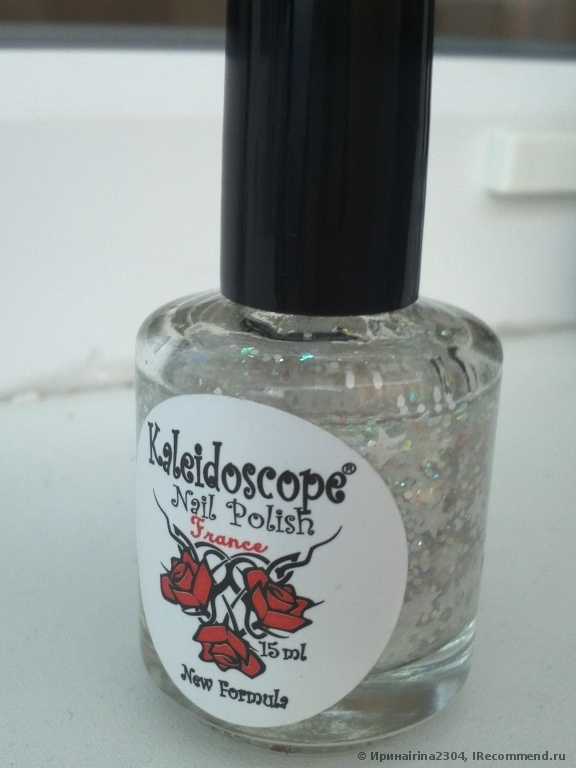 Kaleidoscope®
Nail Polish
France
15 ml
New Formula
© Иринаirina2304, IRecommend.ru